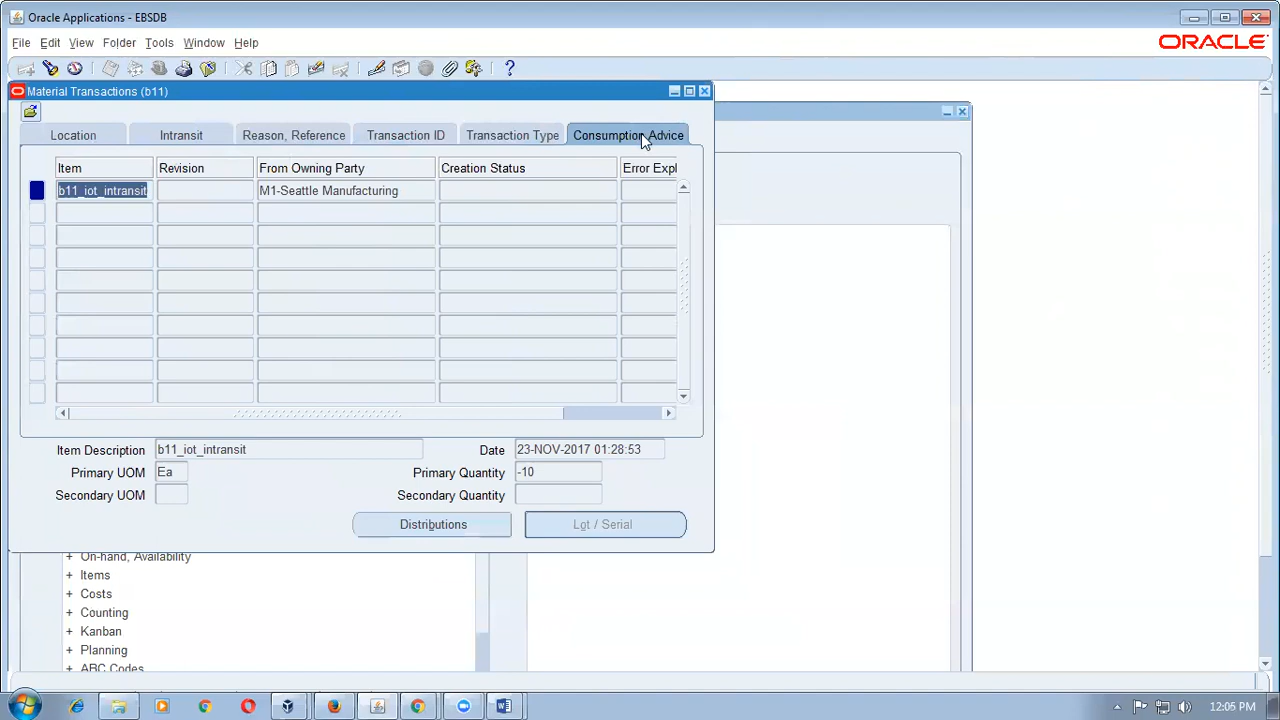 Oracle Applications - EBSDB
File Edit View Folder Tools Window Help
ORACLE
Material Transactions (b11)
Location Intransit Reason, Reference Transaction ID Transaction Type Consumption Advice
Item Revision From Owning Party Creation Status Error Expl
b11_iot_intransit M1-Seattle Manufacturing
Item Description b11_iot_intransit Date 23-NOV-2017 01:28:53
Primary UOM Ea Primary Quantity -10
Secondary UOM Secondary Quantity
Distributions Lot / Serial
+ On-hand, Availability
+ Items
+ Costs
+ Counting
+ Kanban
+ Planning
+ ABC Codes
12:05 PM